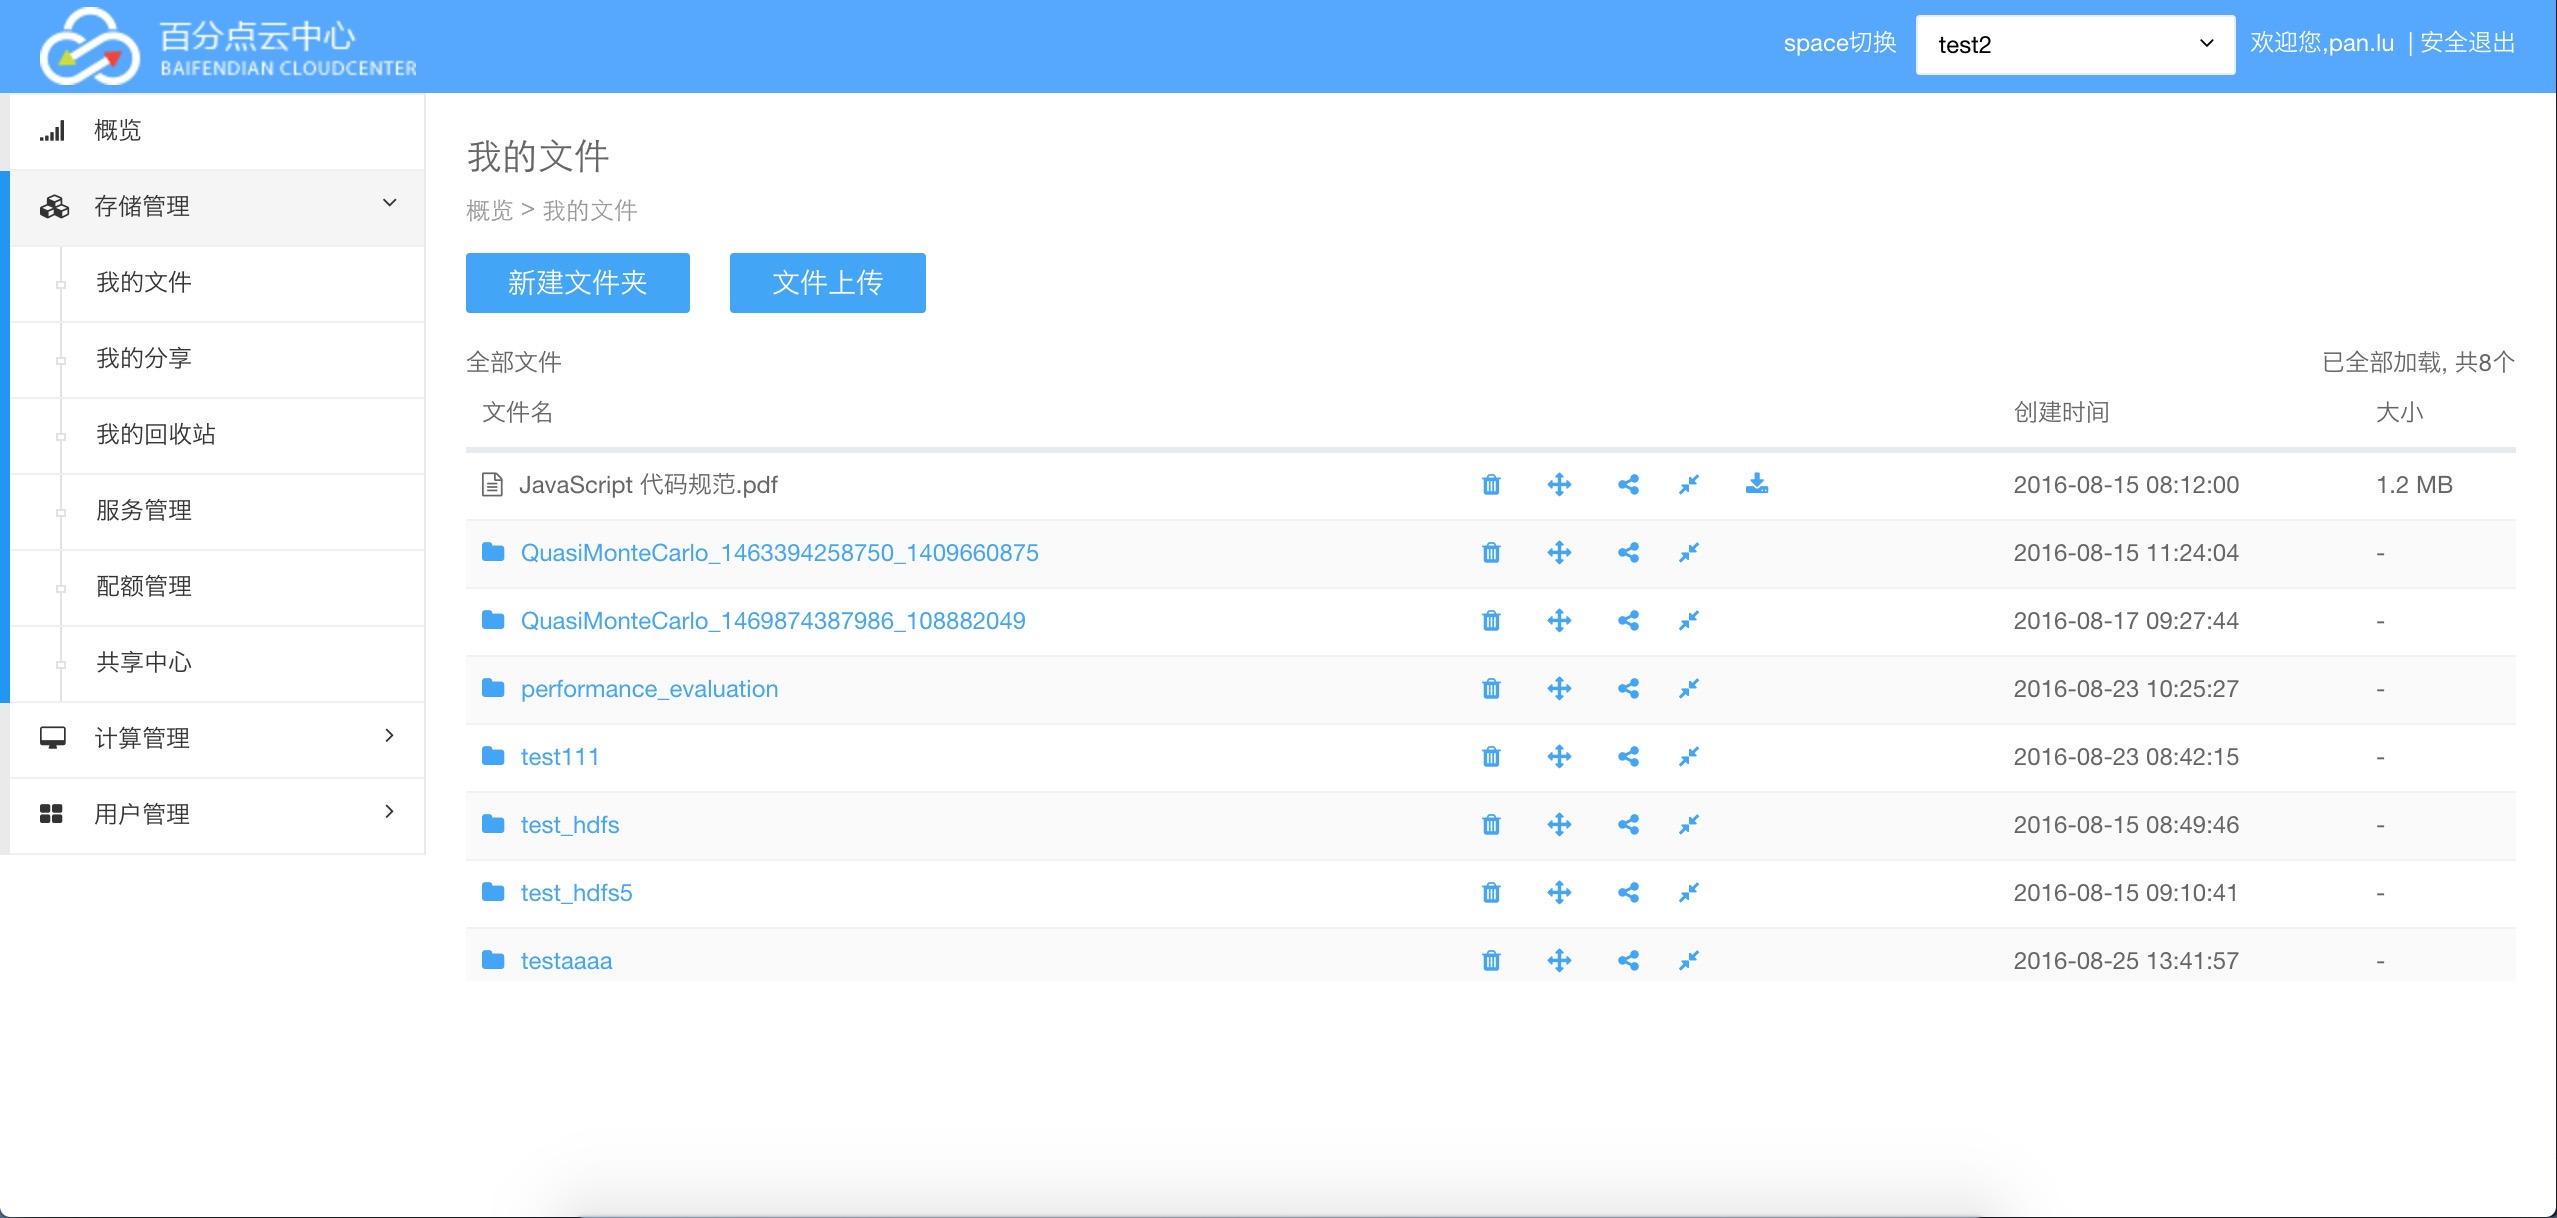 百分点云中心
BAIFENDIAN CLOUDCENTER
space切换
test2
欢迎您,pan.lu | 安全退出
概览
存储管理
我的文件
我的分享
我的回收站
服务管理
配额管理
共享中心
计算管理
用户管理
我的文件
概览 > 我的文件
新建文件夹 文件上传
全部文件 已全部加载, 共8个
文件名 创建时间 大小
JavaScript 代码规范.pdf 2016-08-15 08:12:00 1.2 MB
QuasiMonteCarlo_1463394258750_1409660875 2016-08-15 11:24:04 -
QuasiMonteCarlo_1469874387986_108882049 2016-08-17 09:27:44 -
performance_evaluation 2016-08-23 10:25:27 -
test111 2016-08-23 08:42:15 -
test_hdfs 2016-08-15 08:49:46 -
test_hdfs5 2016-08-15 09:10:41 -
testaaaa 2016-08-25 13:41:57 -